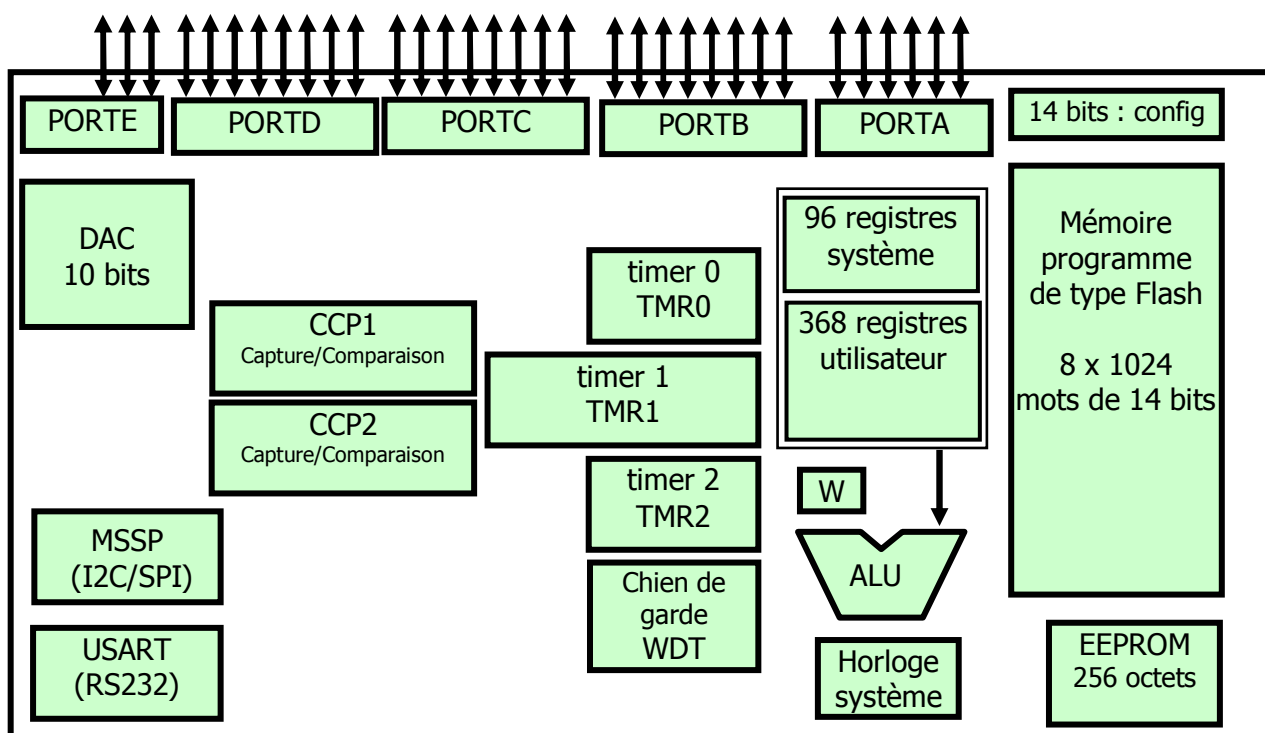 PORTE
PORTD
PORTC
PORTB
PORTA
14 bits : config
DAC
10 bits
96 registres
système
368 registres
utilisateur
Mémoire
programme
de type Flash
8 x 1024
mots de 14 bits
timer 0
TMR0
CCP1
Capture/Comparaison
timer 1
TMR1
CCP2
Capture/Comparaison
timer 2
TMR2
W
MSSP
(I2C/SPI)
ALU
Chien de
garde
WDT
USART
(RS232)
Horloge
système
EEPROM
256 octets